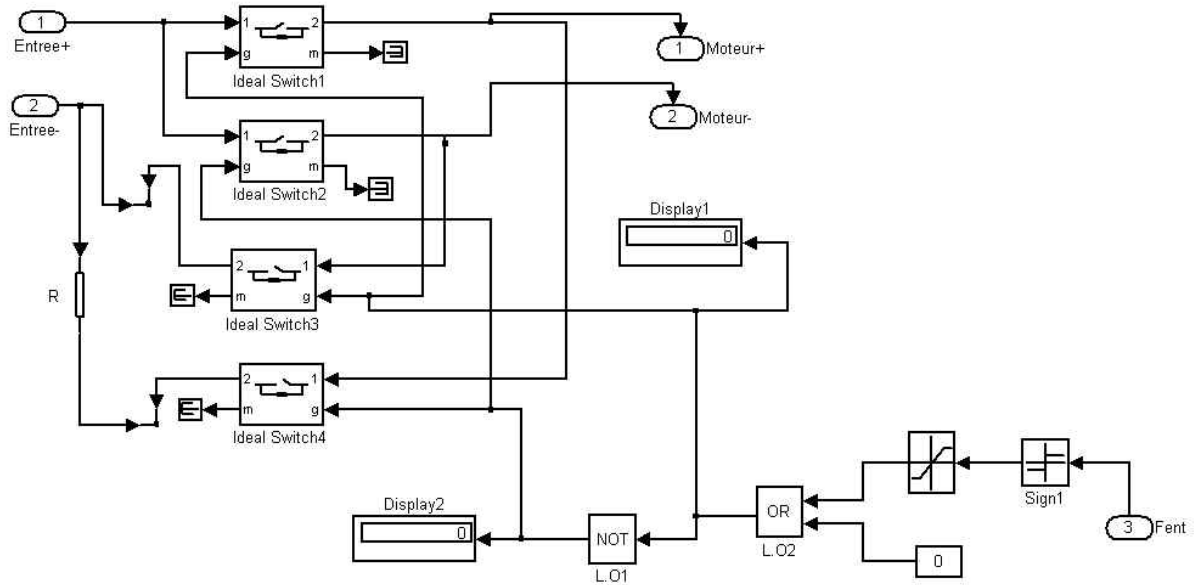 1
Entree+
1
2
g
m
Ideal Switch1
1
Moteur+
2
Entree-
1
2
g
m
Ideal Switch2
2
Moteur-
Display1
0
2
1
m
g
Ideal Switch3
R
2
1
m
g
Ideal Switch4
Sign1
Display2
0
NOT
L.O1
OR
L.O2
0
3
Fent